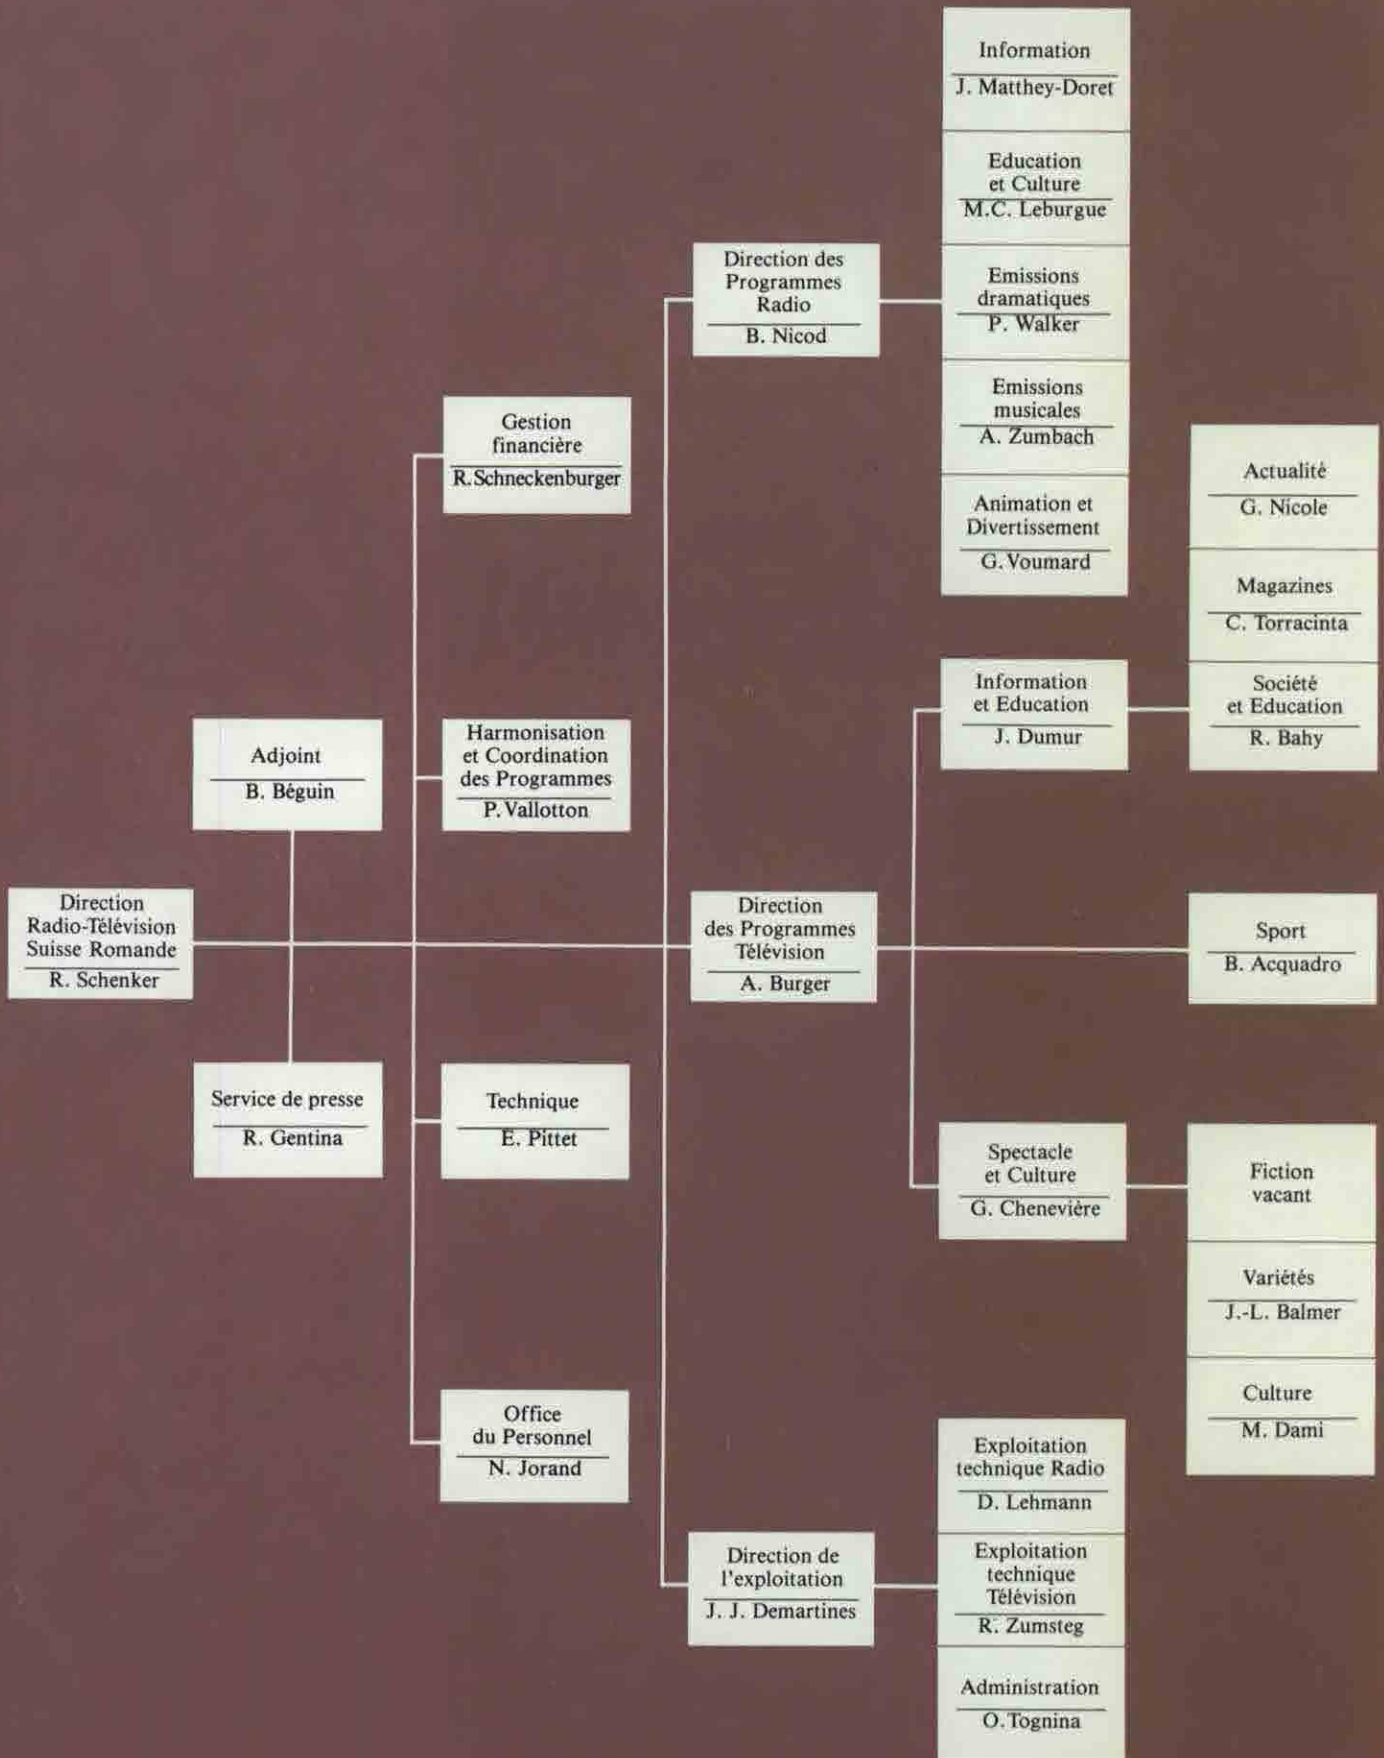 Direction
Radio-Télévision
Suisse Romande
R. Schenker
Adjoint
B. Béguin
Service de presse
R. Gentina
Gestion
financière
R. Schneckenburger
Harmonisation
et Coordination
des Programmes
P. Vallotton
Technique
E. Pittet
Office
du Personnel
N. Jorand
Direction des
Programmes
Radio
B. Nicod
Information
J. Matthey-Doret
Education
et Culture
M.C. Leburgue
Emissions
dramatiques
P. Walker
Emissions
musicales
A. Zumbach
Animation et
Divertissement
G. Voumard
Direction
des Programmes
Télévision
A. Burger
Information
et Education
J. Dumur
Actualité
G. Nicole
Magazines
C. Torracinta
Société
et Education
R. Bahy
Sport
B. Acquadro
Spectacle
et Culture
G. Chenevière
Fiction
vacant
Variétés
J.-L. Balmer
Culture
M. Dami
Direction de
l'exploitation
J. J. Demartines
Exploitation
technique Radio
D. Lehmann
Exploitation
technique
Télévision
R. Zumsteg
Administration
O. Tognina